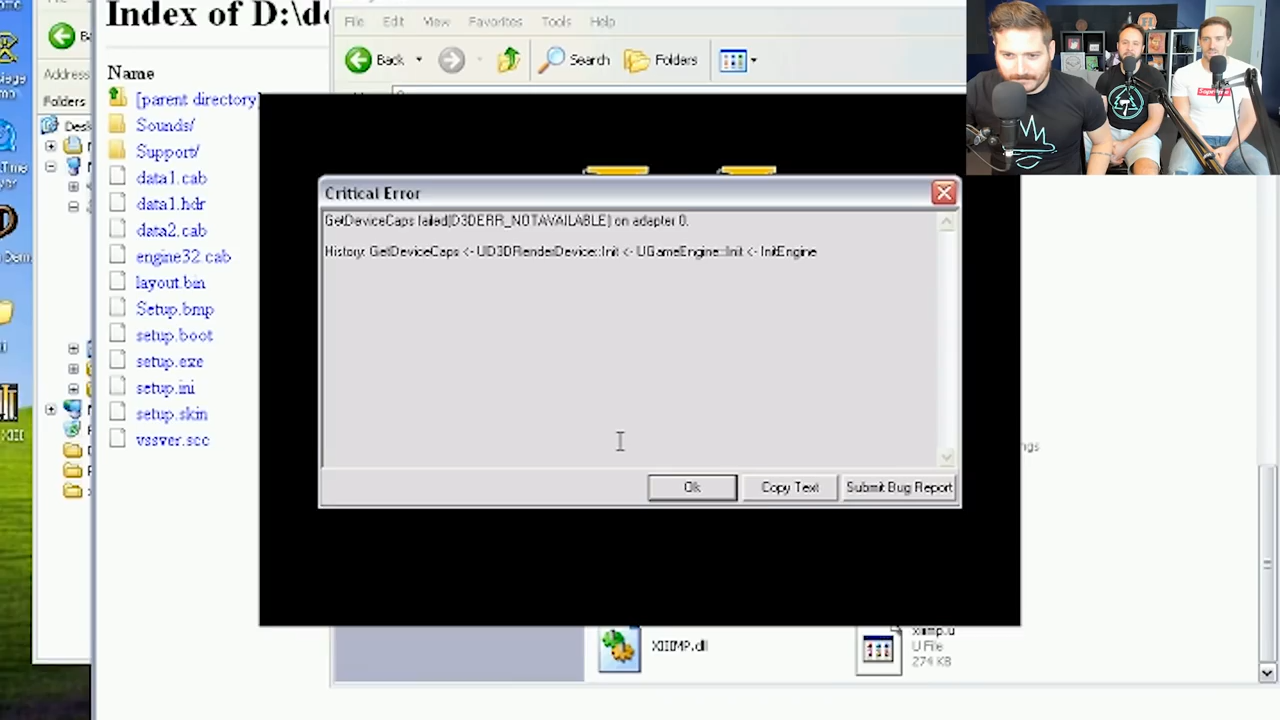 Index of D:\de
File Edit View Favorites Tools Help
Back
Search
Folders
Address
Name
Folders
[parent directory]
Sounds/
Support/
data1.cab
data1.hdr
data2.cab
engine32.cab
layout.bin
Setup.bmp
setup.boot
setup.exe
setup.ini
setup.skin
vssver.scc
Critical Error
GetDeviceCaps failed(D3DERR_NOTAVAILABLE) on adapter 0.
History: GetDeviceCaps <- UD3DRenderDevice::Init <- UGameEngine::Init <- InitEngine
Ok
Copy Text
Submit Bug Report
XIII
XIIIMP.dll
xiiimp.u
U File
274 KB
Supreme